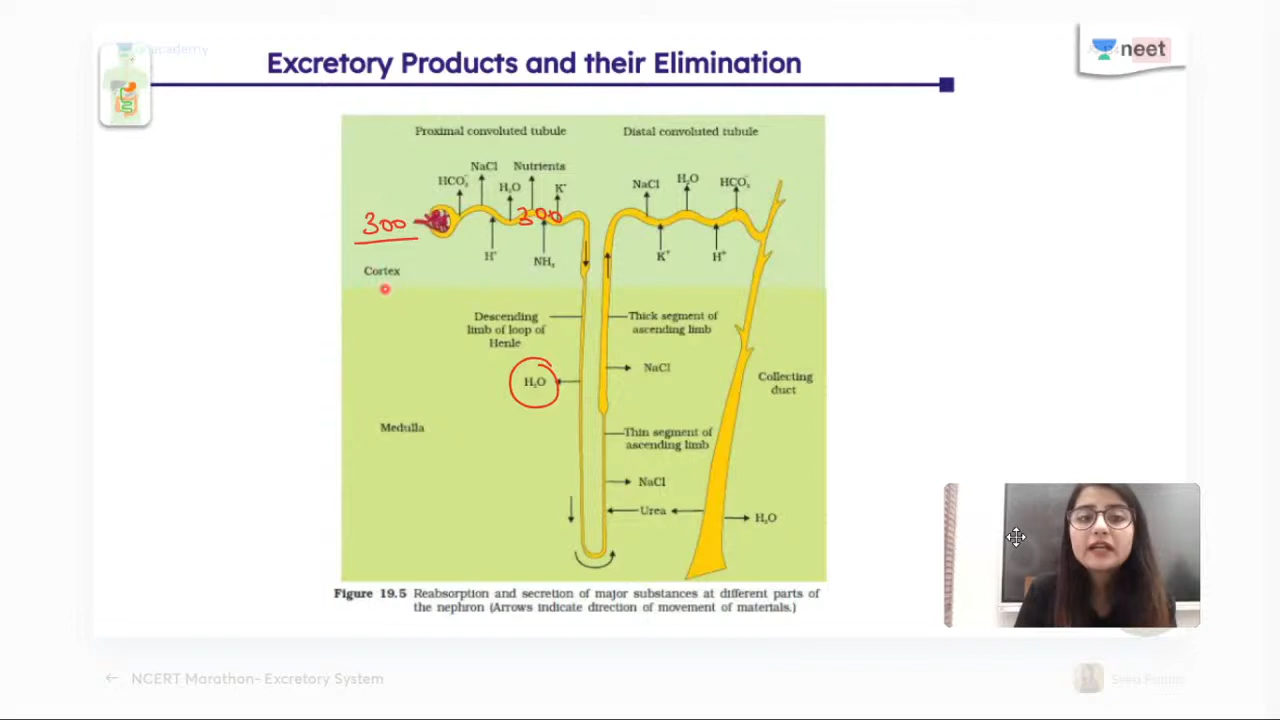 academy
Excretory Products and their Elimination
neet
Proximal convoluted tubule
Distal convoluted tubule
HCO₃⁻
NaCl
H₂O
Nutrients
K⁺
NaCl
H₂O
HCO₃⁻
300
300
H⁺
NH₃
K⁺
H⁺
Cortex
Descending
limb of loop of
Henle
Thick segment of
ascending limb
H₂O
NaCl
Collecting
duct
Medulla
Thin segment of
ascending limb
NaCl
Urea
H₂O
Figure 19.5 Reabsorption and secretion of major substances at different parts of
the nephron (Arrows indicate direction of movement of materials.)
← NCERT Marathon- Excretory System